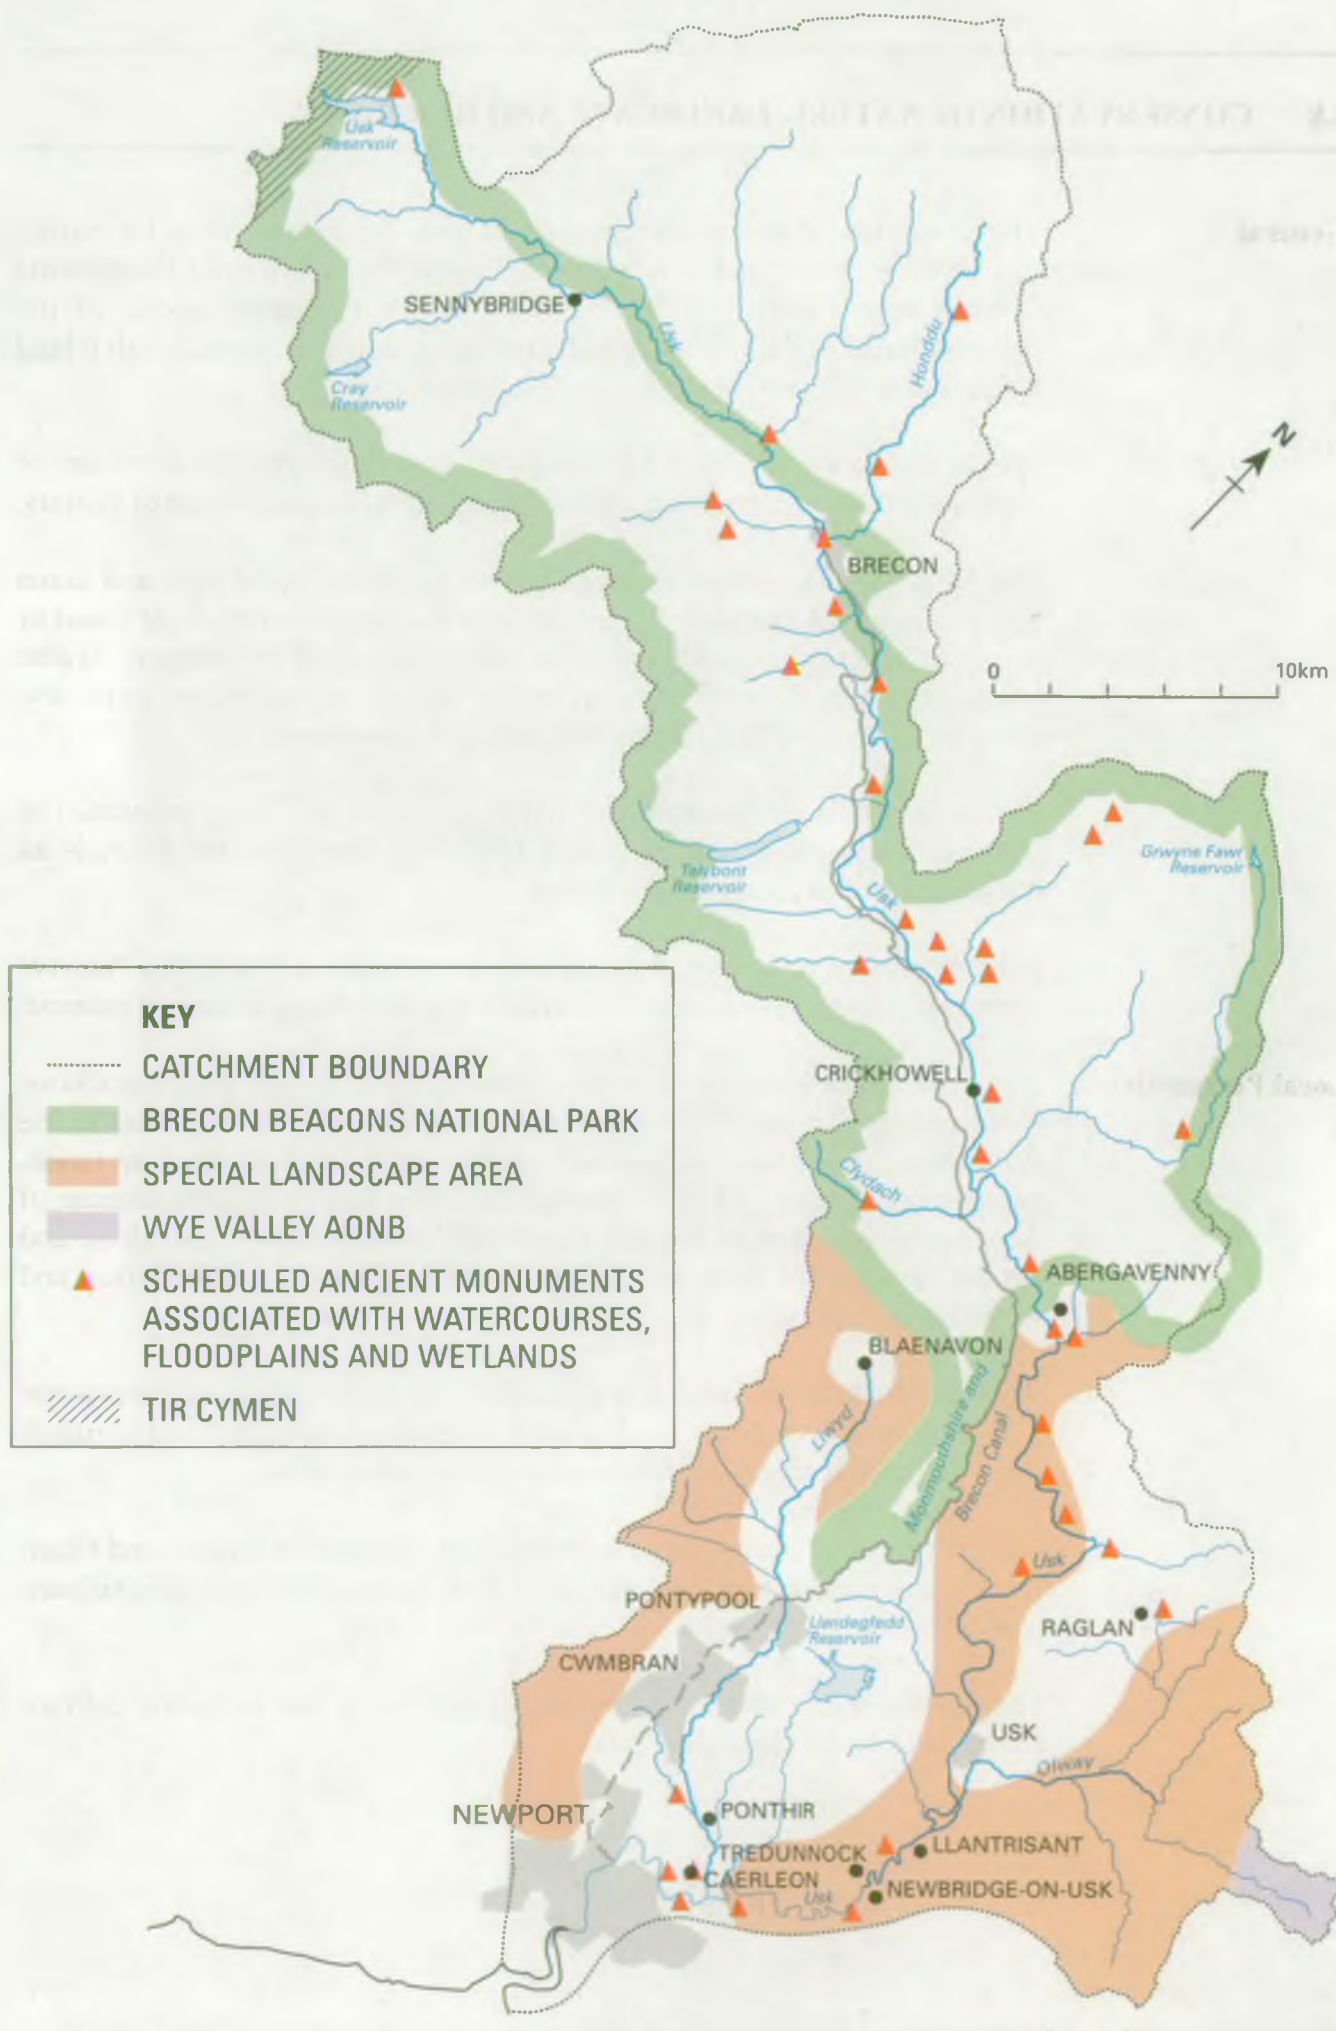 Usk
Reservoir
SENNYBRIDGE
Usk
Honddu
Cray
Reservoir
N
BRECON
0 10km
Talybont
Reservoir
Grwyne Fawr
Reservoir
Usk
KEY
CATCHMENT BOUNDARY
BRECON BEACONS NATIONAL PARK
SPECIAL LANDSCAPE AREA
WYE VALLEY AONB
SCHEDULED ANCIENT MONUMENTS
ASSOCIATED WITH WATERCOURSES,
FLOODPLAINS AND WETLANDS
TIR CYMEN
CRICKHOWELL
Clydach
ABERGAVENNY
BLAENAVON
Monmouthshire and
Brecon Canal
Llwyd
Usk
PONTYPOOL
Llandegfedd
Reservoir
RAGLAN
CWMBRAN
USK
Olway
NEWPORT
PONTHIR
TREDUNNOCK
LLANTRISANT
CAERLEON
Usk
NEWBRIDGE-ON-USK